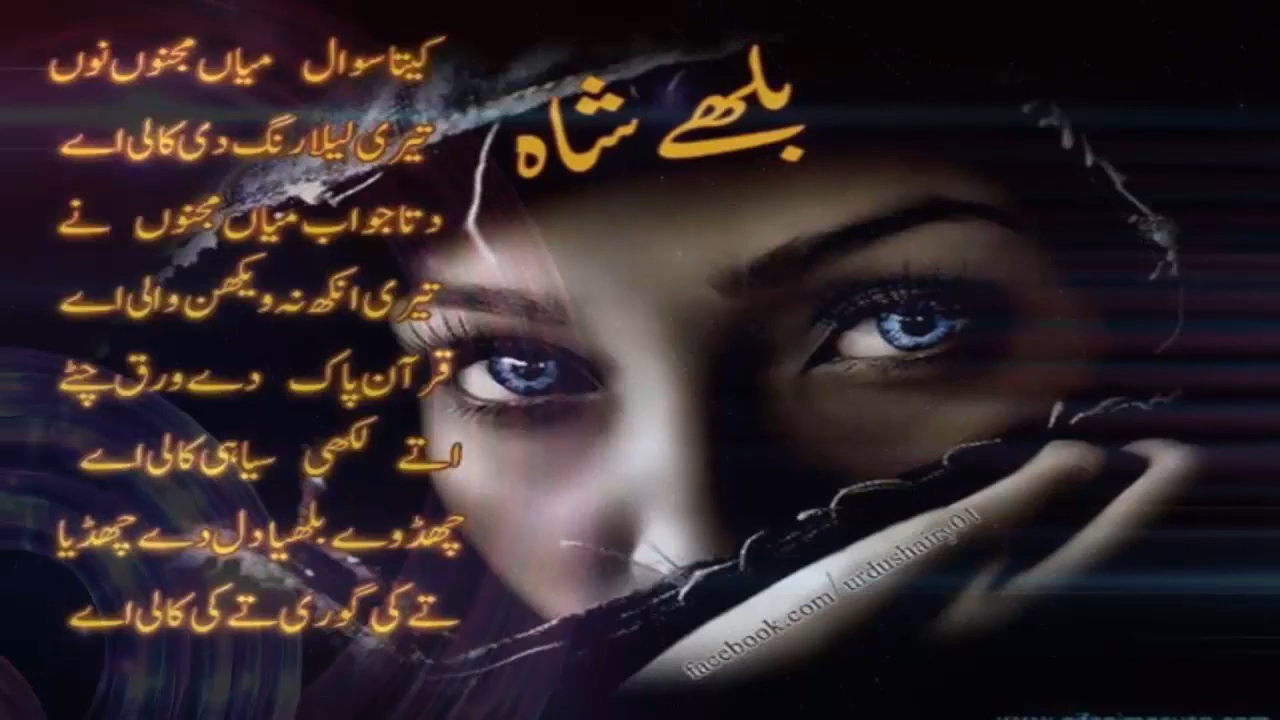 بلھے شاہ
کیتا سوال میاں مجنوں نوں
تیری لیلا رنگ دی کالی اے
دتا جواب میاں مجنوں نے
تیری انکھ نہ ویکھن والی اے
قرآن پاک دے ورق چٹے
اتے لکھی سیاہی کالی اے
چھڈ وے بلھیا دل دے چھڈیا
تے کی گوری تے کی کالی اے
facebook.com/urdushairy01